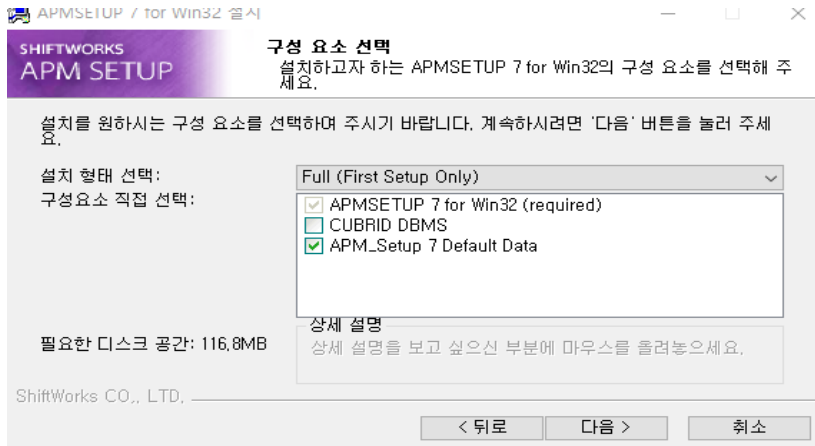 APMSETUP 7 for Win32 설치
SHIFTWORKS
APM SETUP
구성 요소 선택
설치하고자 하는 APMSETUP 7 for Win32의 구성 요소를 선택해 주
세요.
설치를 원하시는 구성 요소를 선택하여 주시기 바랍니다. 계속하시려면 '다음' 버튼을 눌러 주세
요.
설치 형태 선택:
Full (First Setup Only)
구성요소 직접 선택:
APMSETUP 7 for Win32 (required)
CUBRID DBMS
APM_Setup 7 Default Data
필요한 디스크 공간: 116.8MB
상세 설명
상세 설명을 보고 싶으신 부분에 마우스를 올려놓으세요.
ShiftWorks CO., LTD.
< 뒤로
다음 >
취소